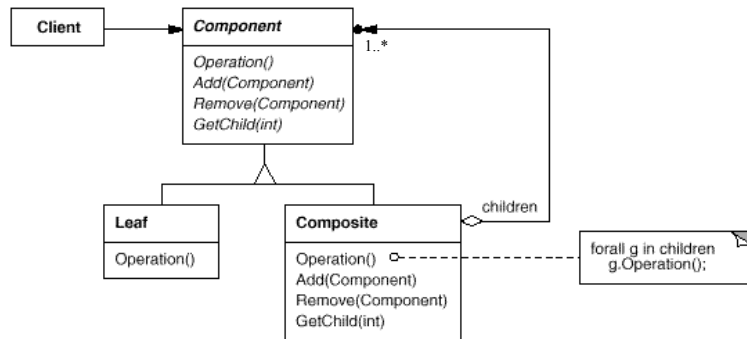 Client
Component
1..*
Operation()
Add(Component)
Remove(Component)
GetChild(int)
children
Leaf
Operation()
Composite
Operation()
Add(Component)
Remove(Component)
GetChild(int)
forall g in children
g.Operation();